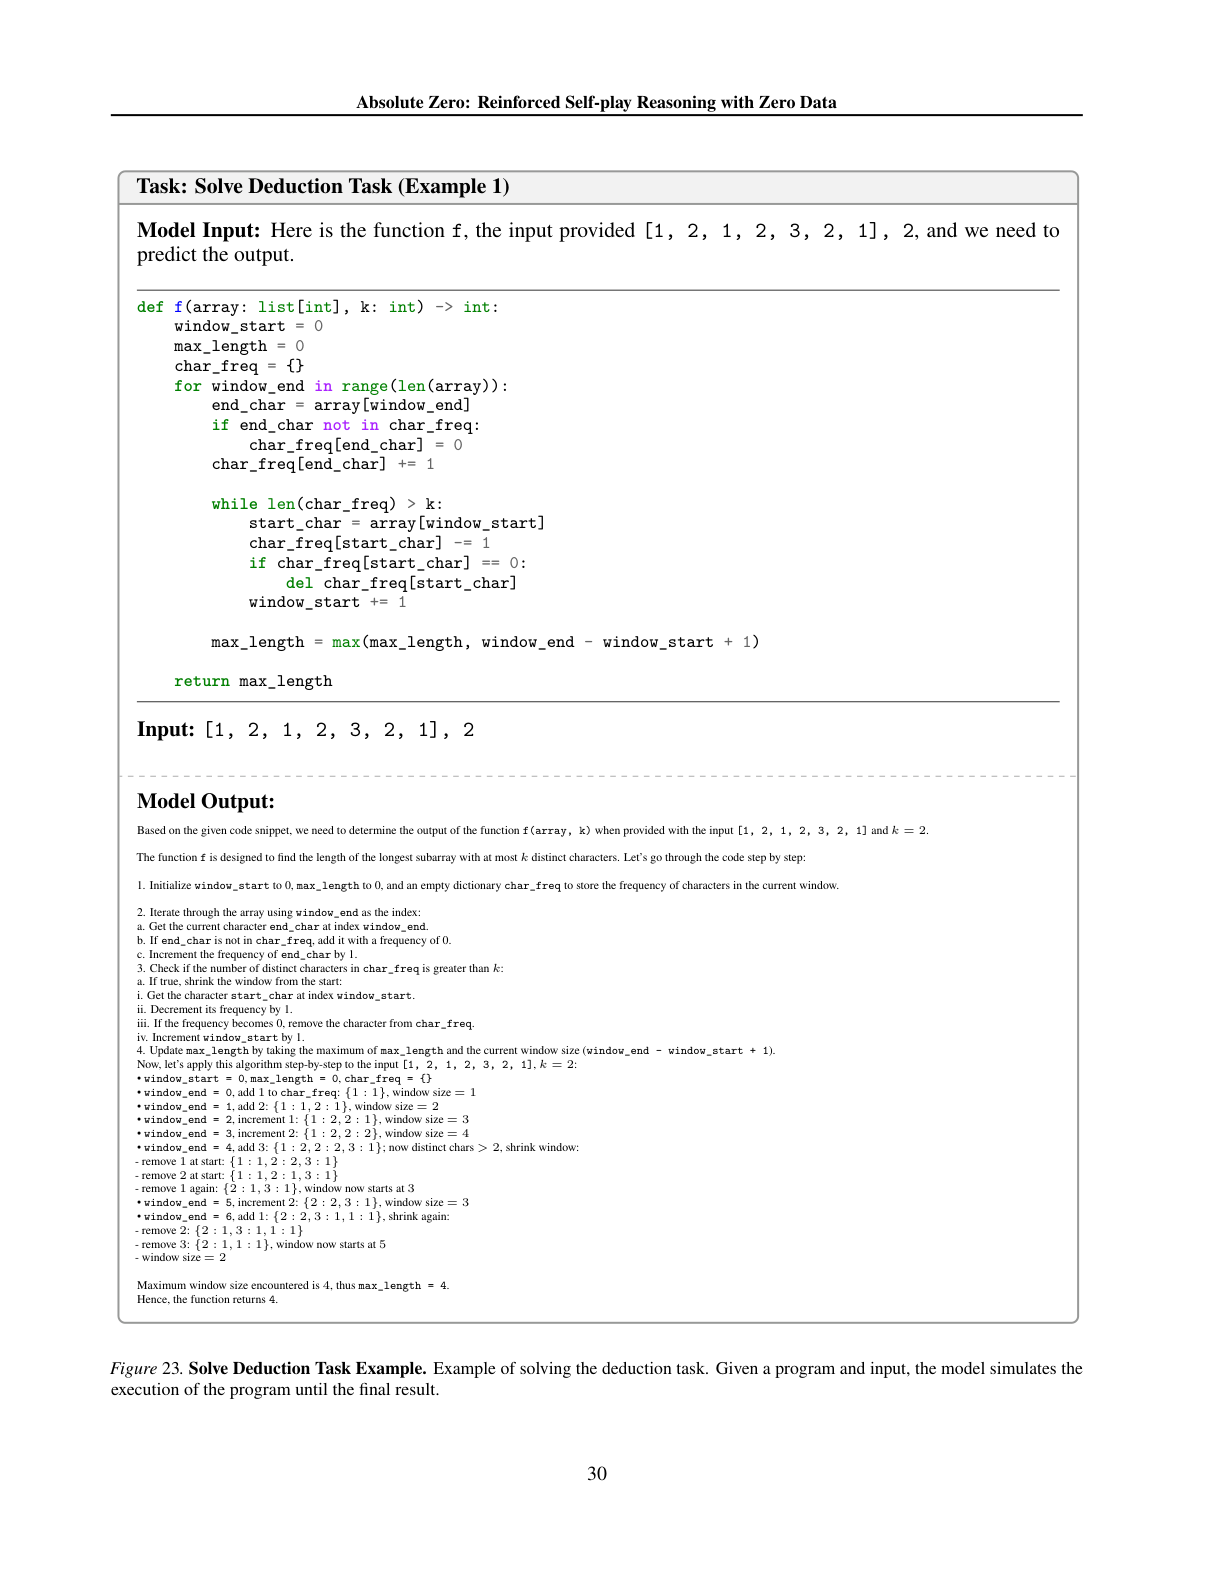 Absolute Zero: Reinforced Self-play Reasoning with Zero Data
Task: Solve Deduction Task (Example 1)
Model Input: Here is the function f, the input provided [1, 2, 1, 2, 3, 2, 1], 2, and we need to
predict the output.
def f(array: list[int], k: int) -> int:
    window_start = 0
    max_length = 0
    char_freq = {}
    for window_end in range(len(array)):
        end_char = array[window_end]
        if end_char not in char_freq:
            char_freq[end_char] = 0
        char_freq[end_char] += 1
        while len(char_freq) > k:
            start_char = array[window_start]
            char_freq[start_char] -= 1
            if char_freq[start_char] == 0:
                del char_freq[start_char]
            window_start += 1
        max_length = max(max_length, window_end - window_start + 1)
    return max_length
Input: [1, 2, 1, 2, 3, 2, 1], 2
Model Output:
Based on the given code snippet, we need to determine the output of the function f(array, k) when provided with the input [1, 2, 1, 2, 3, 2, 1] and k = 2.
The function f is designed to find the length of the longest subarray with at most k distinct characters. Let's go through the code step by step:
1. Initialize window_start to 0, max_length to 0, and an empty dictionary char_freq to store the frequency of characters in the current window.
2. Iterate through the array using window_end as the index:
a. Get the current character end_char at index window_end.
b. If end_char is not in char_freq, add it with a frequency of 0.
c. Increment the frequency of end_char by 1.
3. Check if the number of distinct characters in char_freq is greater than k:
a. If true, shrink the window from the start:
i. Get the character start_char at index window_start.
ii. Decrement its frequency by 1.
iii. If the frequency becomes 0, remove the character from char_freq.
iv. Increment window_start by 1.
4. Update max_length by taking the maximum of max_length and the current window size (window_end - window_start + 1).
Now, let's apply this algorithm step-by-step to the input [1, 2, 1, 2, 3, 2, 1], k = 2:
• window_start = 0, max_length = 0, char_freq = {}
• window_end = 0, add 1 to char_freq: {1 : 1}, window size = 1
• window_end = 1, add 2: {1 : 1, 2 : 1}, window size = 2
• window_end = 2, increment 1: {1 : 2, 2 : 1}, window size = 3
• window_end = 3, increment 2: {1 : 2, 2 : 2}, window size = 4
• window_end = 4, add 3: {1 : 2, 2 : 2, 3 : 1}; now distinct chars > 2, shrink window:
- remove 1 at start: {1 : 1, 2 : 2, 3 : 1}
- remove 2 at start: {1 : 1, 2 : 1, 3 : 1}
- remove 1 again: {2 : 1, 3 : 1}, window now starts at 3
• window_end = 5, increment 2: {2 : 2, 3 : 1}, window size = 3
• window_end = 6, add 1: {2 : 2, 3 : 1, 1 : 1}, shrink again:
- remove 2: {2 : 1, 3 : 1, 1 : 1}
- remove 3: {2 : 1, 1 : 1}, window now starts at 5
- window size = 2
Maximum window size encountered is 4, thus max_length = 4.
Hence, the function returns 4.
Figure 23. Solve Deduction Task Example. Example of solving the deduction task. Given a program and input, the model simulates the
execution of the program until the final result.
30